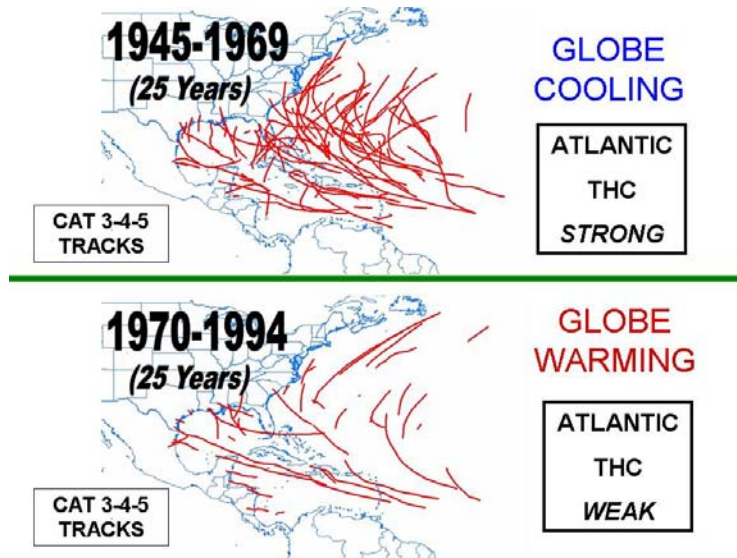 1945-1969
(25 Years)
CAT 3-4-5
TRACKS
GLOBE
COOLING
ATLANTIC
THC
STRONG
1970-1994
(25 Years)
CAT 3-4-5
TRACKS
GLOBE
WARMING
ATLANTIC
THC
WEAK